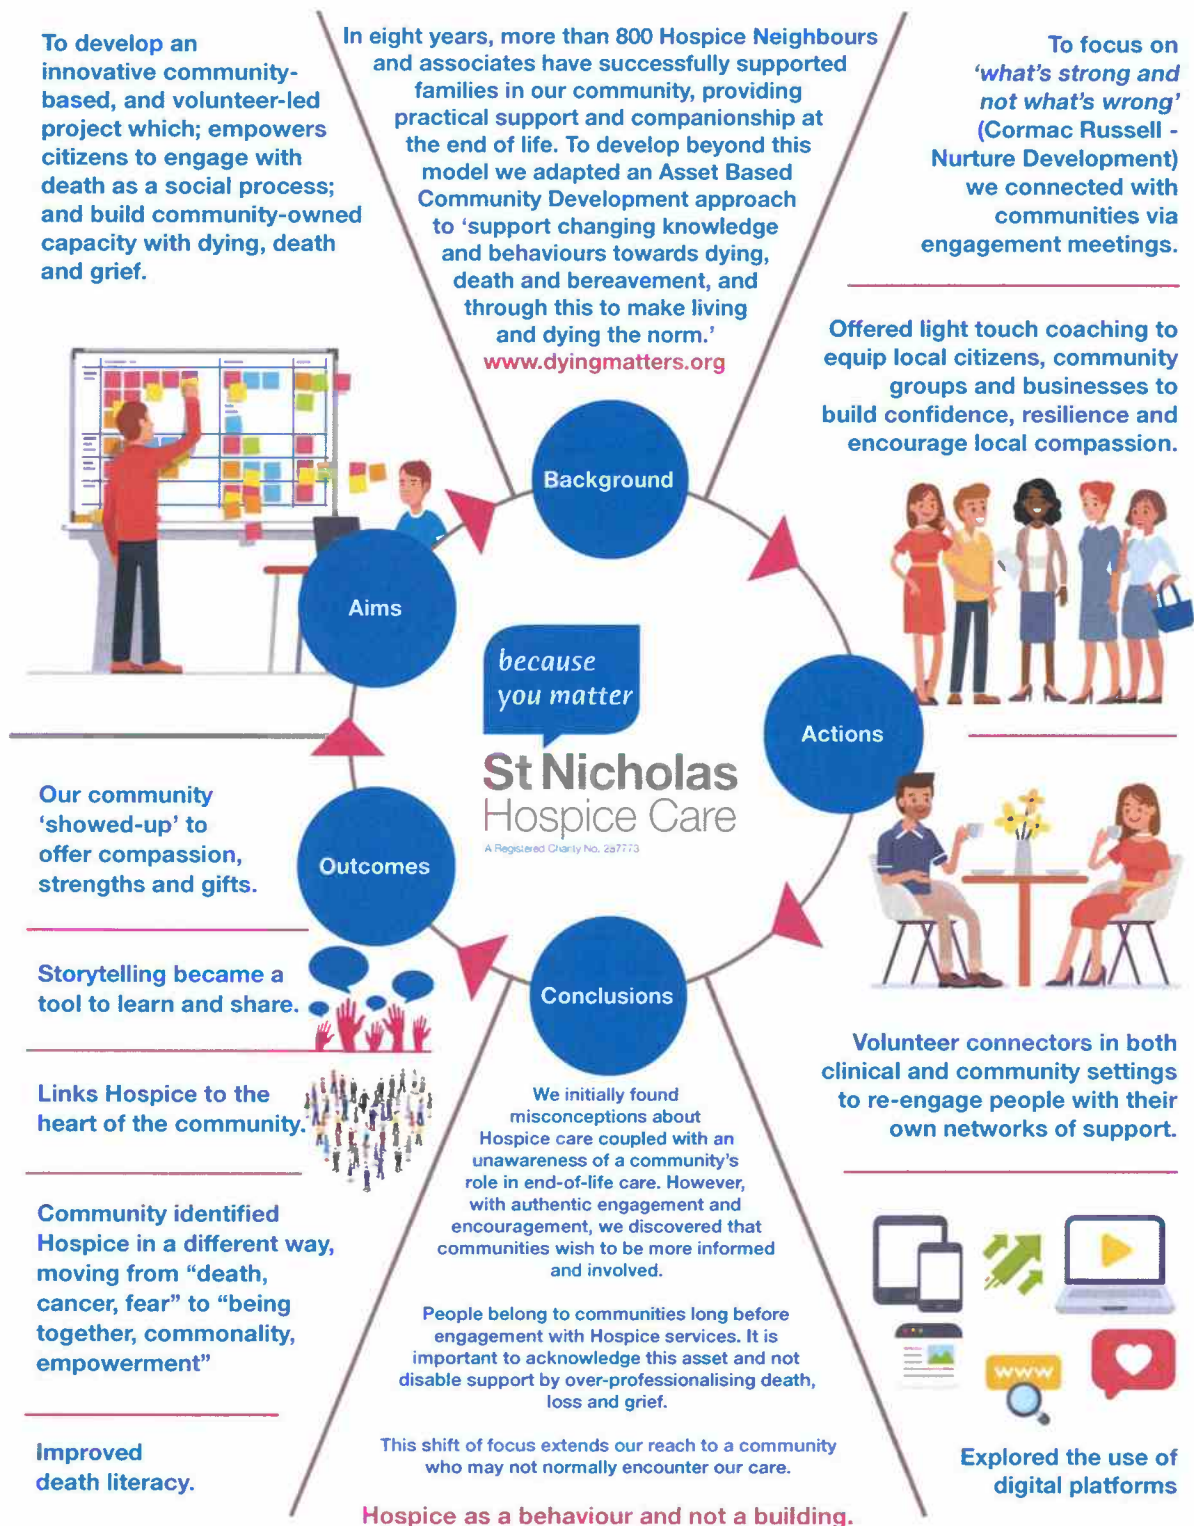 To develop an
innovative community-
based, and volunteer-led
project which; empowers
citizens to engage with
death as a social process;
and build community-owned
capacity with dying, death
and grief.
In eight years, more than 800 Hospice Neighbours
and associates have successfully supported
families in our community, providing
practical support and companionship at
the end of life. To develop beyond this
model we adapted an Asset Based
Community Development approach
to ‘support changing knowledge
and behaviours towards dying,
death and bereavement, and
through this to make living
and dying the norm.’
www.dyingmatters.org
To focus on
‘what’s strong and
not what’s wrong’
(Cormac Russell -
Nurture Development)
we connected with
communities via
engagement meetings.
Offered light touch coaching to
equip local citizens, community
groups and businesses to
build confidence, resilience and
encourage local compassion.
Background
Aims
because
you matter
St Nicholas
Hospice Care
A Registered Charity No. 287773
Actions
Outcomes
Conclusions
Our community
‘showed-up’ to
offer compassion,
strengths and gifts.
Storytelling became a
tool to learn and share.
Links Hospice to the
heart of the community.
Community identified
Hospice in a different way,
moving from “death,
cancer, fear” to “being
together, commonality,
empowerment”
Improved
death literacy.
We initially found
misconceptions about
Hospice care coupled with an
unawareness of a community’s
role in end-of-life care. However,
with authentic engagement and
encouragement, we discovered that
communities wish to be more informed
and involved.
People belong to communities long before
engagement with Hospice services. It is
important to acknowledge this asset and not
disable support by over-professionalising death,
loss and grief.
This shift of focus extends our reach to a community
who may not normally encounter our care.
Hospice as a behaviour and not a building.
Volunteer connectors in both
clinical and community settings
to re-engage people with their
own networks of support.
www
Explored the use of
digital platforms